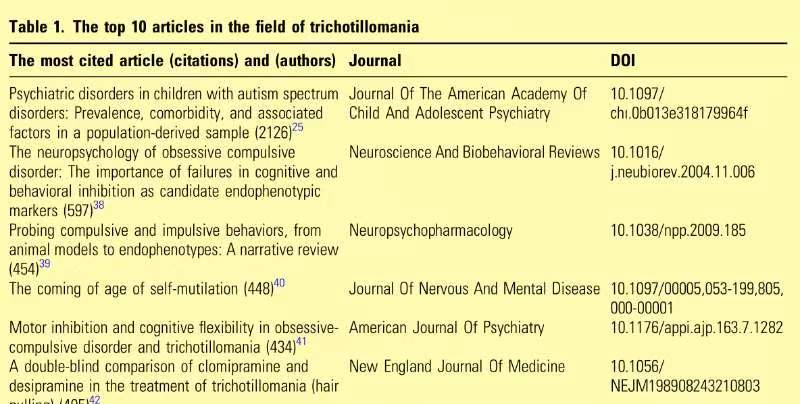 Table 1. The top 10 articles in the field of trichotillomania
The most cited article (citations) and (authors) Journal DOI
Psychiatric disorders in children with autism spectrum Journal Of The American Academy Of 10.1097/
disorders: Prevalence, comorbidity, and associated Child And Adolescent Psychiatry chı.0b013e318179964f
factors in a population-derived sample (2126)25
The neuropsychology of obsessive compulsive Neuroscience And Biobehavioral Reviews 10.1016/
disorder: The importance of failures in cognitive and j.neubiorev.2004.11.006
behavioral inhibition as candidate endophenotypic
markers (597)38
Probing compulsive and impulsive behaviors, from Neuropsychopharmacology 10.1038/npp.2009.185
animal models to endophenotypes: A narrative review
(454)39
The coming of age of self-mutilation (448)40 Journal Of Nervous And Mental Disease 10.1097/00005,053-199,805,
000-00001
Motor inhibition and cognitive flexibility in obsessive- American Journal Of Psychiatry 10.1176/appi.ajp.163.7.1282
compulsive disorder and trichotillomania (434)41
A double-blind comparison of clomipramine and New England Journal Of Medicine 10.1056/
desipramine in the treatment of trichotillomania (hair NEJM198908243210803